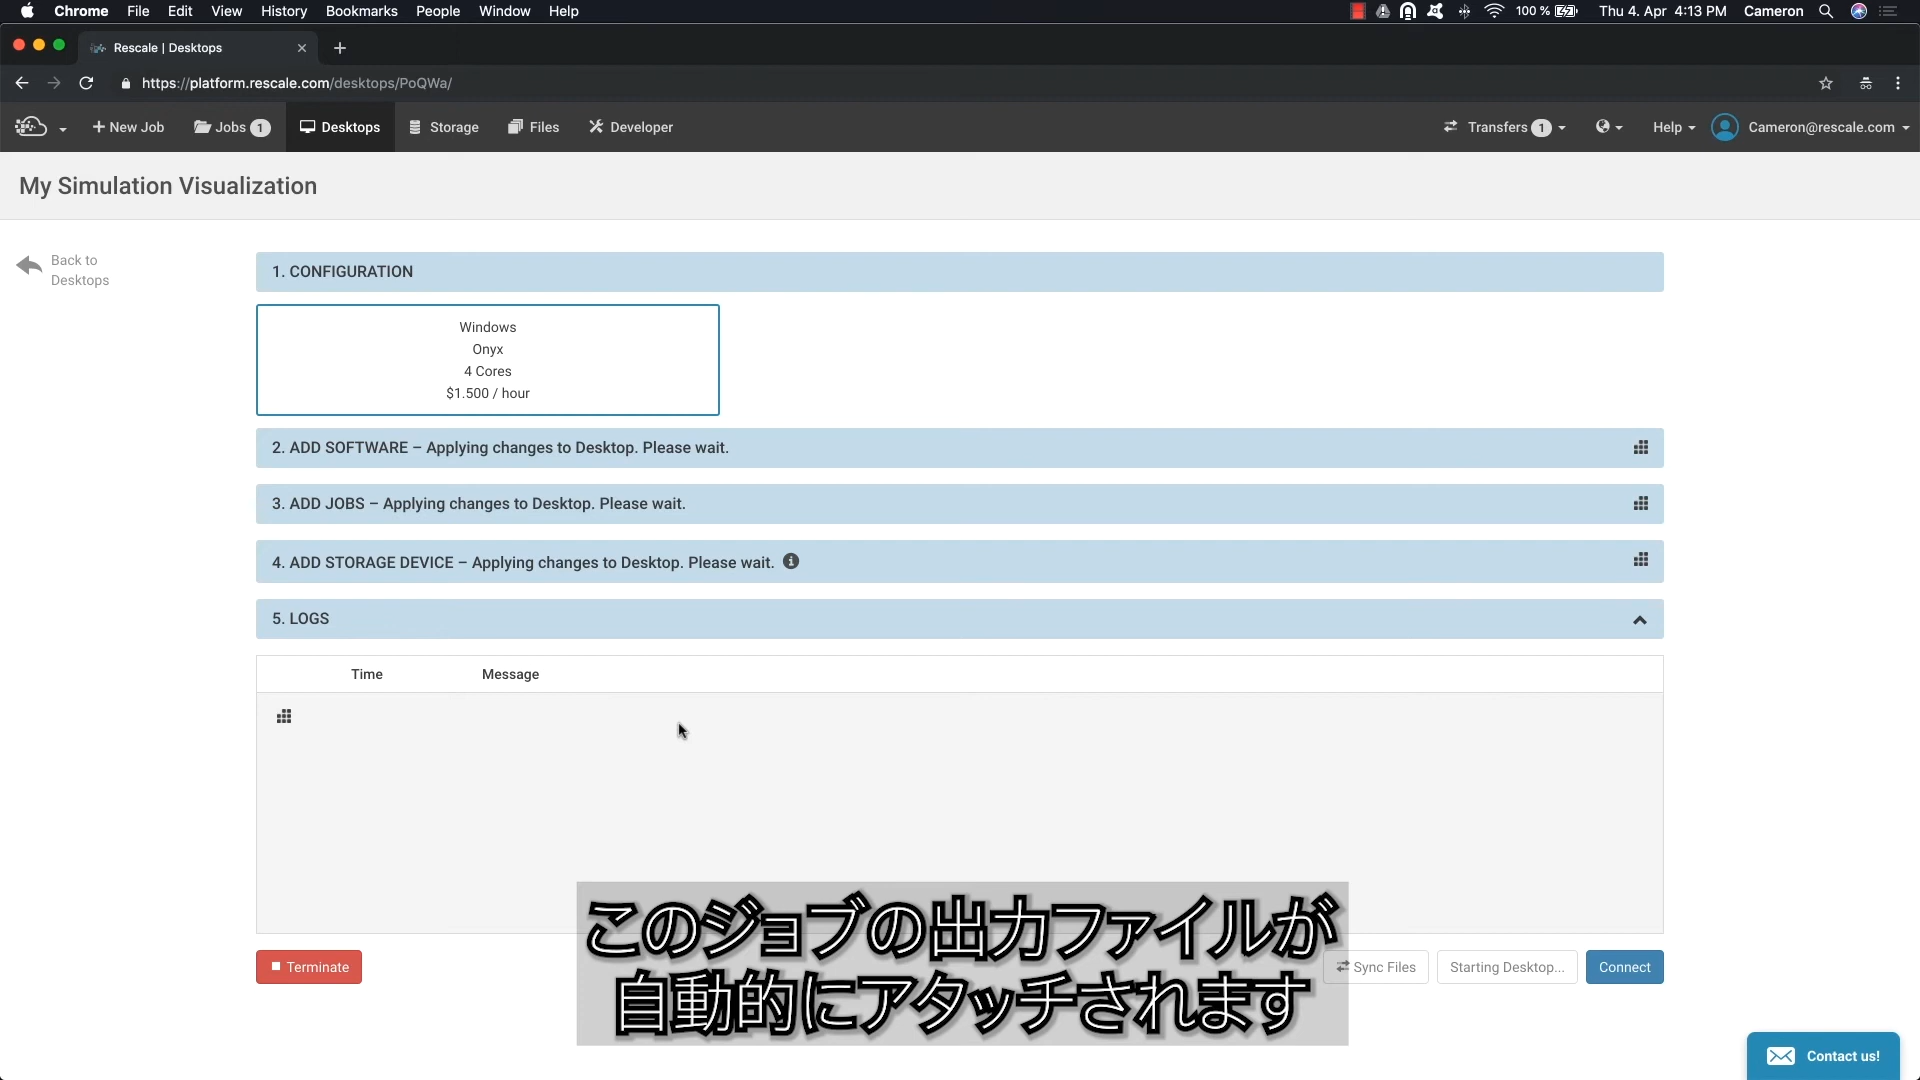 Chrome File Edit View History Bookmarks People Window Help 100 % Thu 4. Apr 4:13 PM Cameron
Rescale | Desktops
https://platform.rescale.com/desktops/PoQWa/
New Job Jobs 1 Desktops Storage Files Developer Transfers 1 Help Cameron@rescale.com
My Simulation Visualization
Back to
Desktops
1. CONFIGURATION
Windows
Onyx
4 Cores
$1.500 / hour
2. ADD SOFTWARE – Applying changes to Desktop. Please wait.
3. ADD JOBS – Applying changes to Desktop. Please wait.
4. ADD STORAGE DEVICE – Applying changes to Desktop. Please wait.
5. LOGS
Time Message
このジョブの出力ファイルが
自動的にアタッチされます
Terminate Sync Files Starting Desktop... Connect
Contact us!